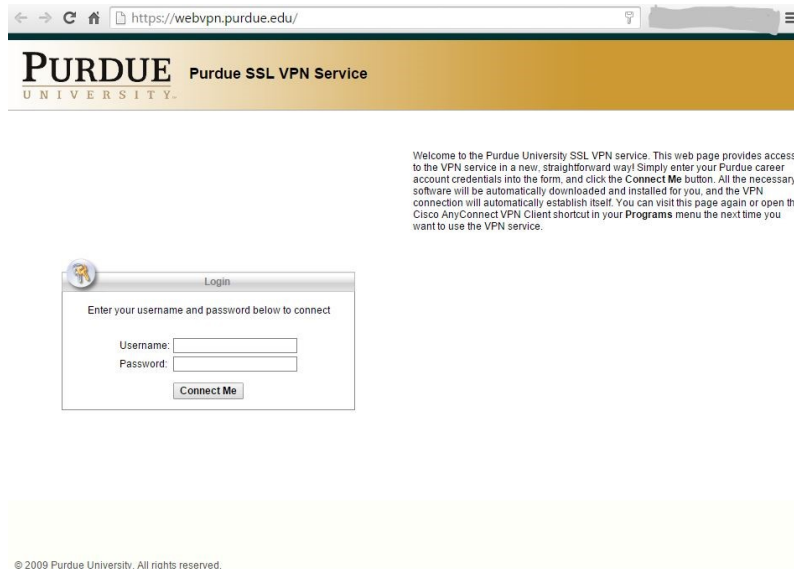 https://webvpn.purdue.edu/
PURDUE
UNIVERSITY
Purdue SSL VPN Service
Welcome to the Purdue University SSL VPN service. This web page provides access
to the VPN service in a new, straightforward way! Simply enter your Purdue career
account credentials into the form, and click the Connect Me button. All the necessary
software will be automatically downloaded and installed for you, and the VPN
connection will automatically establish itself. You can visit this page again or open th
Cisco AnyConnect VPN Client shortcut in your Programs menu the next time you
want to use the VPN service.
Login
Enter your username and password below to connect
Username:
Password:
Connect Me
© 2009 Purdue University. All rights reserved.